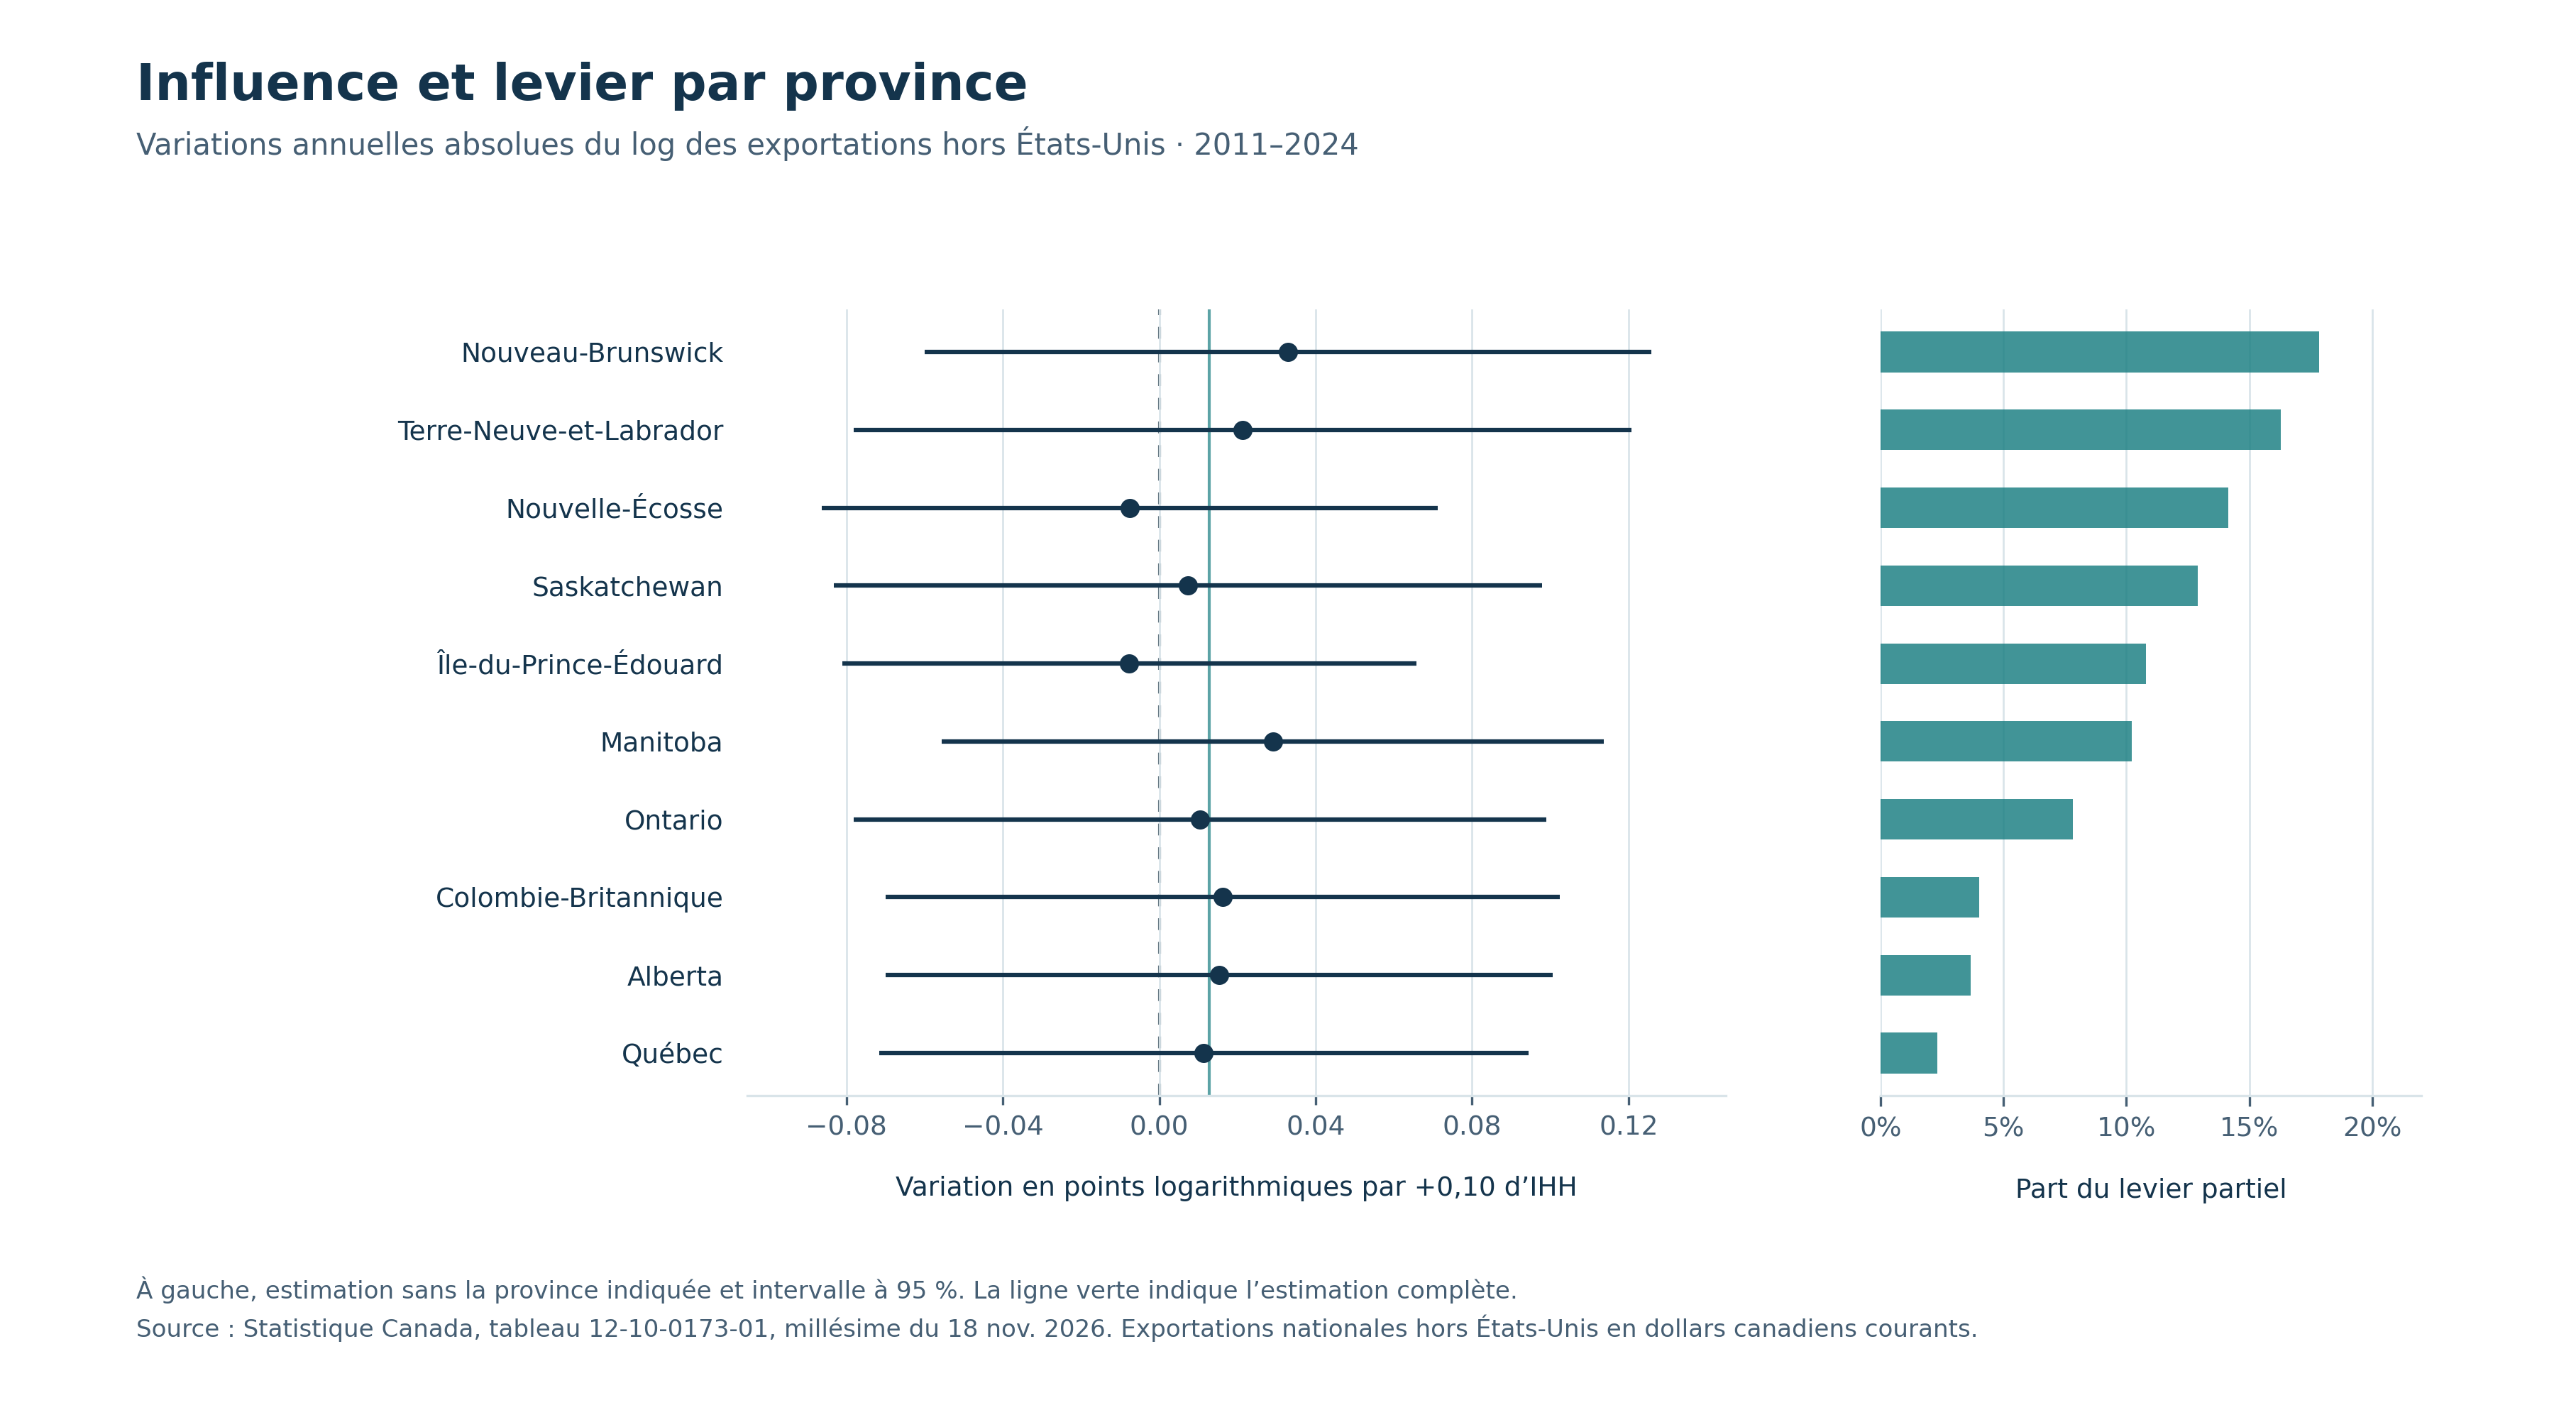 Influence et levier par province
Variations annuelles absolues du log des exportations hors États-Unis · 2011–2024
Nouveau-Brunswick
Terre-Neuve-et-Labrador
Nouvelle-Écosse
Saskatchewan
Île-du-Prince-Édouard
Manitoba
Ontario
Colombie-Britannique
Alberta
Québec
−0.08 −0.04 0.00 0.04 0.08 0.12
Variation en points logarithmiques par +0,10 d’IHH
0% 5% 10% 15% 20%
Part du levier partiel
À gauche, estimation sans la province indiquée et intervalle à 95 %. La ligne verte indique l’estimation complète.
Source : Statistique Canada, tableau 12-10-0173-01, millésime du 18 nov. 2026. Exportations nationales hors États-Unis en dollars canadiens courants.